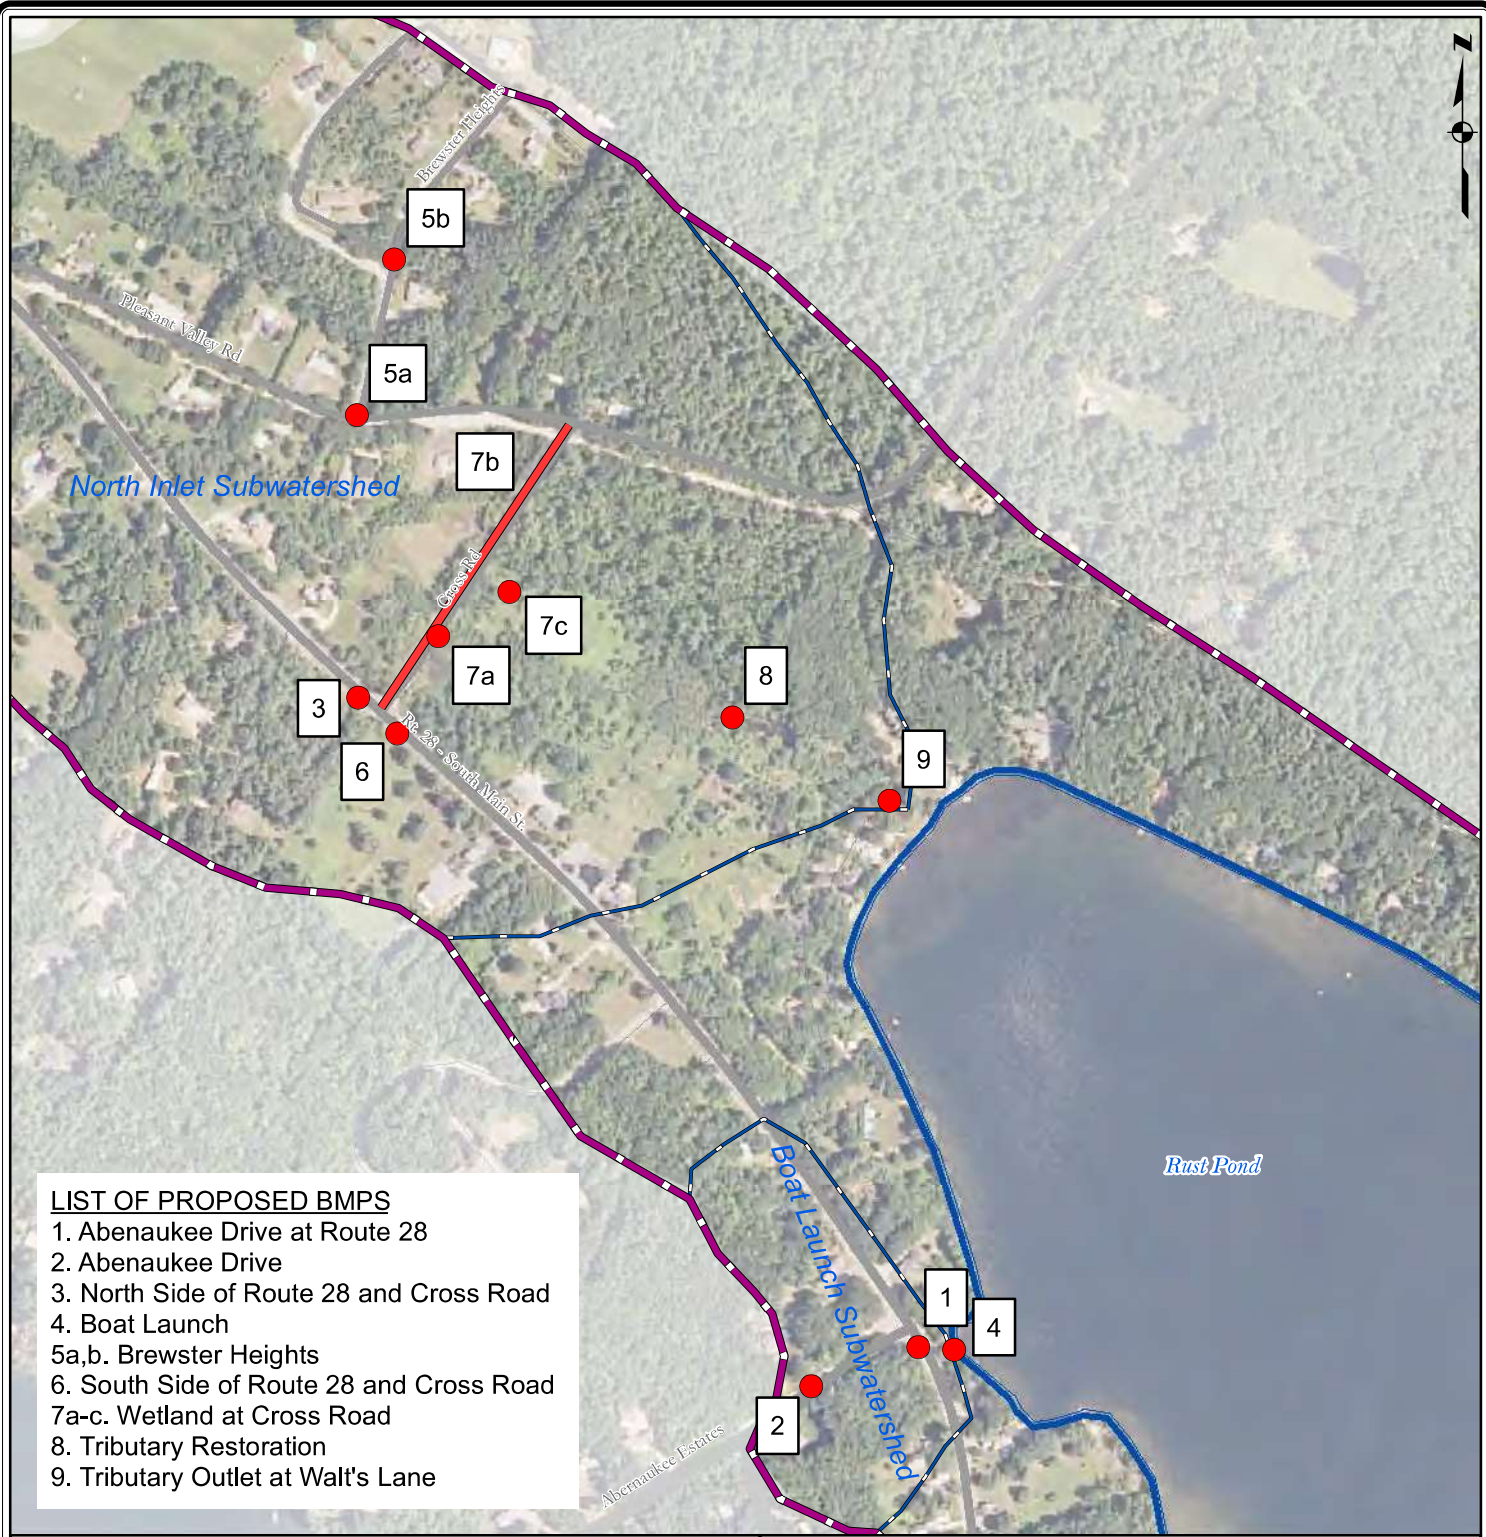 N
Brewster Heights
5b
Pleasant Valley Rd
5a
7b
North Inlet Subwatershed
Cross Rd
7c
7a
8
3
Rt. 28 - South Main St.
6
9
Boat Launch Subwatershed
Rust Pond
1
4
2
Abernaukee Estates
LIST OF PROPOSED BMPS
1. Abenaukee Drive at Route 28
2. Abenaukee Drive
3. North Side of Route 28 and Cross Road
4. Boat Launch
5a,b. Brewster Heights
6. South Side of Route 28 and Cross Road
7a-c. Wetland at Cross Road
8. Tributary Restoration
9. Tributary Outlet at Walt's Lane